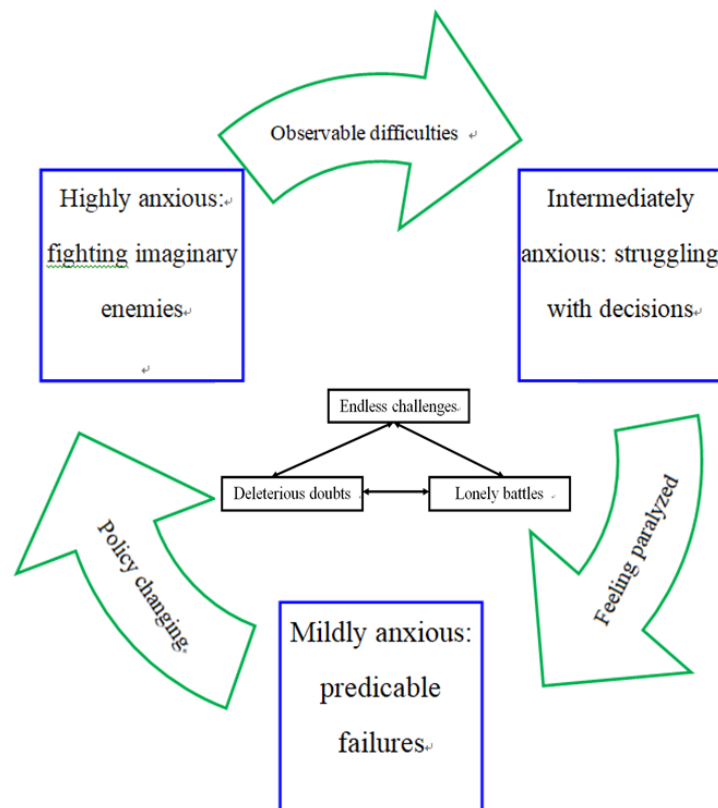 Observable difficulties
Highly anxious:
fighting imaginary
enemies
Intermediately
anxious: struggling
with decisions
Endless challenges
Deleterious doubts
Lonely battles
Policy changing
Feeling paralyzed
Mildly anxious:
predicable
failures